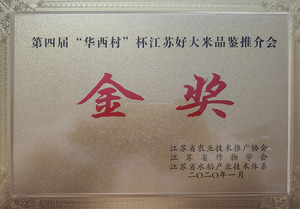 第四届“华西村”杯江苏好大米品鉴推介会
金奖
江苏省农业技术推广协会
江苏省作物学会
江苏省水稻产业技术体系
二〇二〇年一月